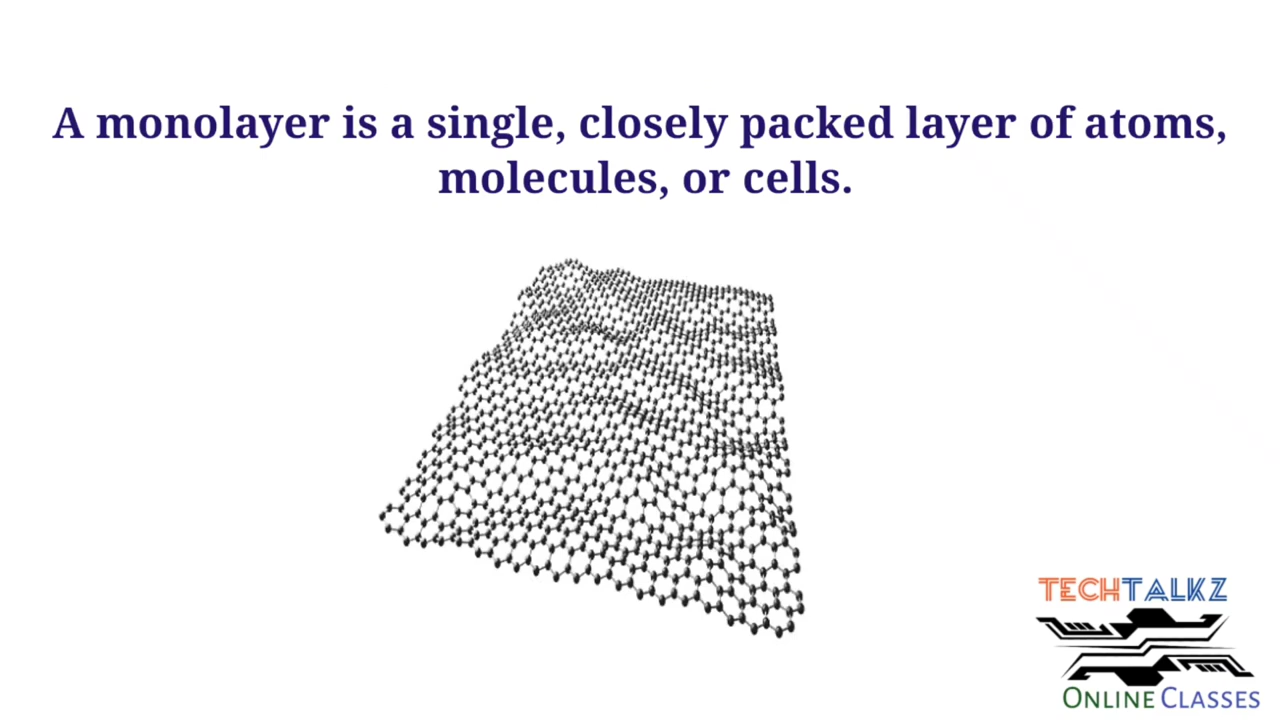 A monolayer is a single, closely packed layer of atoms,
molecules, or cells.
TECHTALKZ
ONLINE CLASSES